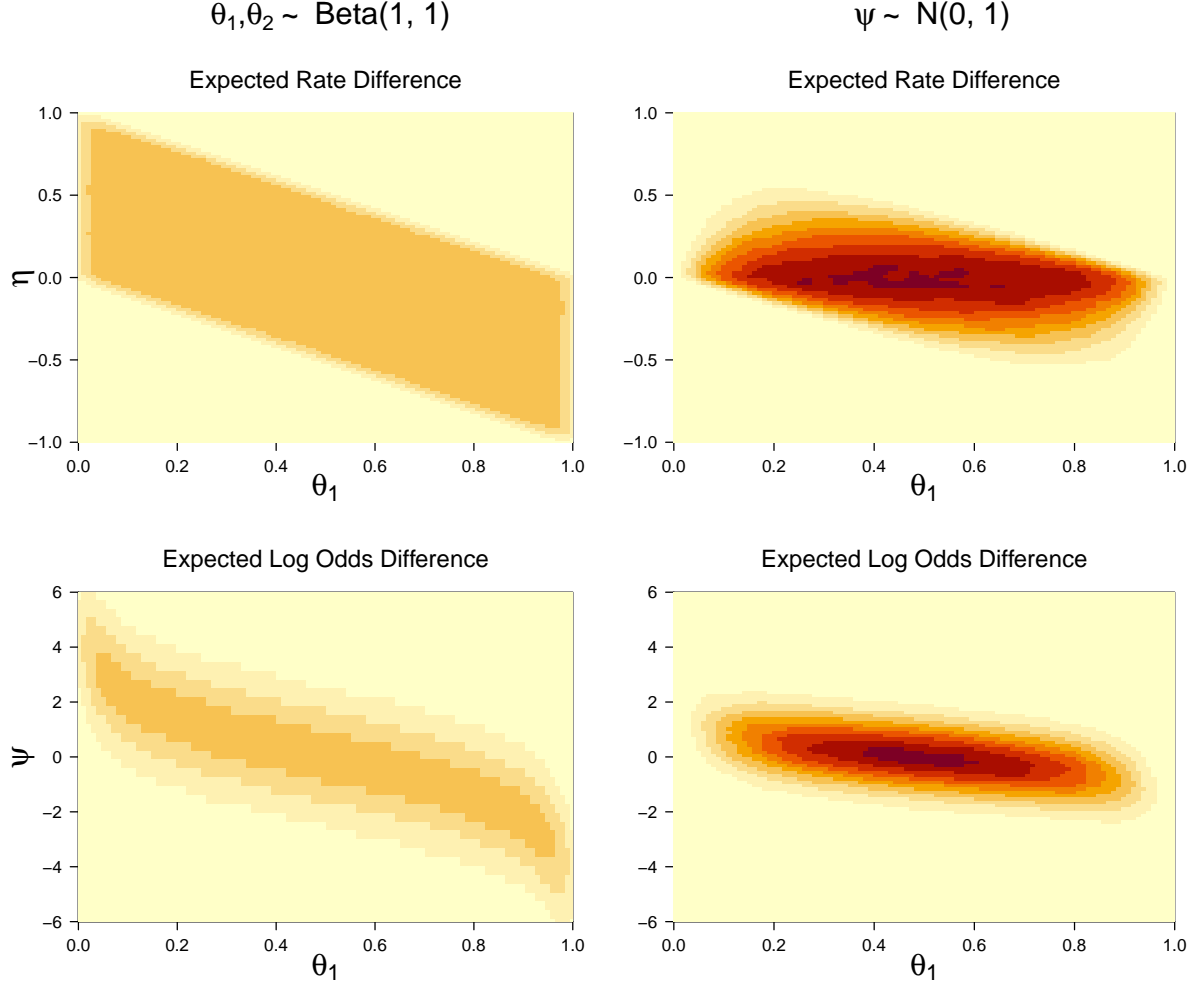 θ1,θ2 ~ Beta(1, 1)
ψ ~ N(0, 1)
Expected Rate Difference
1.0
0.5
0.0
−0.5
−1.0
η
0.0 0.2 0.4 0.6 0.8 1.0
θ1
Expected Rate Difference
1.0
0.5
0.0
−0.5
−1.0
0.0 0.2 0.4 0.6 0.8 1.0
θ1
Expected Log Odds Difference
6
4
2
0
−2
−4
−6
ψ
0.0 0.2 0.4 0.6 0.8 1.0
θ1
Expected Log Odds Difference
6
4
2
0
−2
−4
−6
0.0 0.2 0.4 0.6 0.8 1.0
θ1